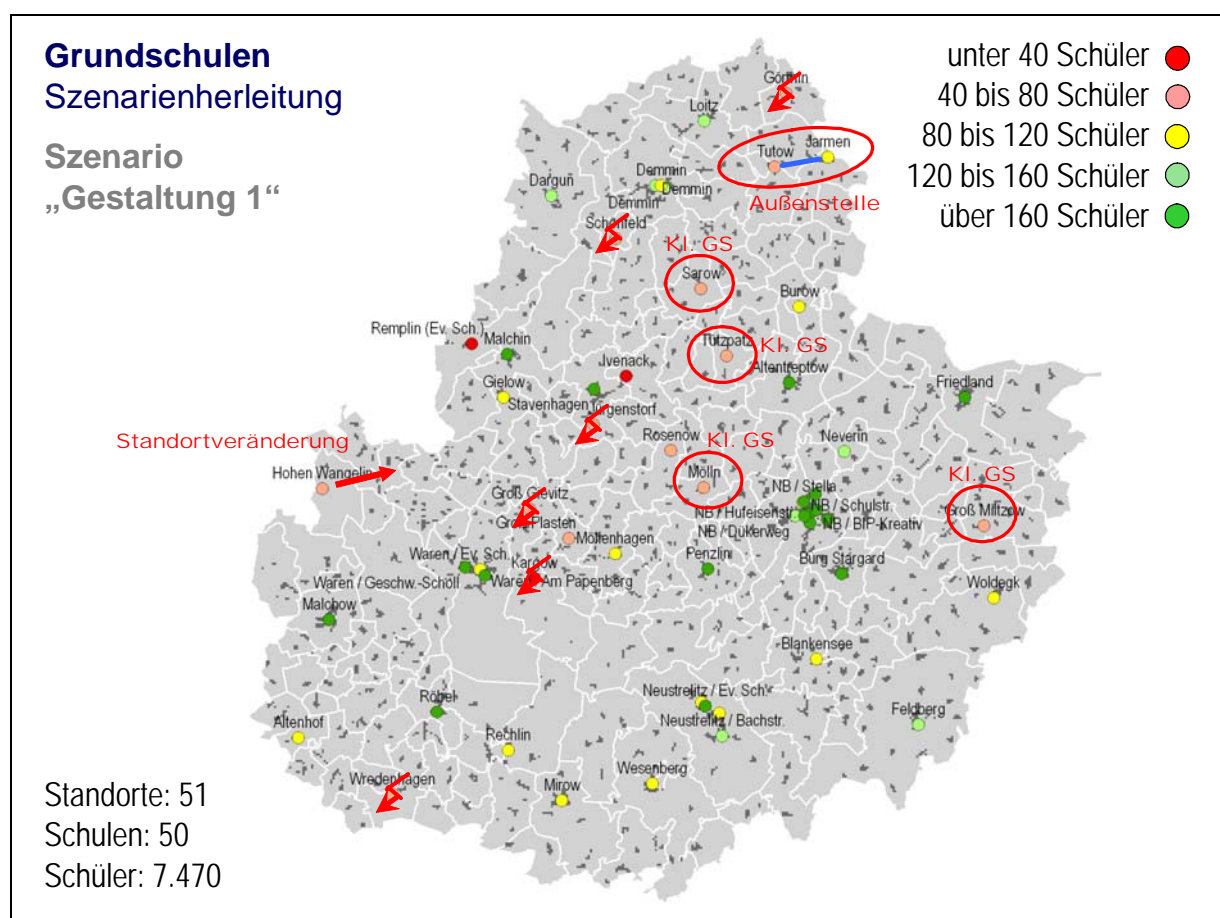 Grundschulen
Szenarienherleitung
Szenario
„Gestaltung 1“
unter 40 Schüler
40 bis 80 Schüler
80 bis 120 Schüler
120 bis 160 Schüler
über 160 Schüler
Görmin
Loitz
Tutow
Jarmen
Außenstelle
Dargun
Demmin
Demmin
Demmin
Schönfeld
Kl. GS
Sarow
Burow
Remplin (Ev. Sch.)
Malchin
Tützpatz
Kl. GS
Ivenack
Altentreptow
Gielow
Stavenhagen
Jürgenstorf
Friedland
Standortveränderung
Rosenow
Kl. GS
Neverin
Hohen Wangelin
Mölln
Kl. GS
Groß Gievitz
NB / Stella
NB / Hufeisenstr.
NB / Schulstr.
Groß Miltzow
Groß Plasten
NB / Dükerweg
NB / BIP-Kreativ
Möllenhagen
Waren / Ev. Sch.
Kargow
Penzlin
Burg Stargard
Waren / Geschw.-Scholl
Waren / Am Papenberg
Woldegk
Malchow
Blankensee
Röbel
Neustrelitz / Ev. Sch.
Neustrelitz / Bachstr.
Feldberg
Altenhof
Rechlin
Wredenhagen
Mirow
Wesenberg
Standorte: 51
Schulen: 50
Schüler: 7.470